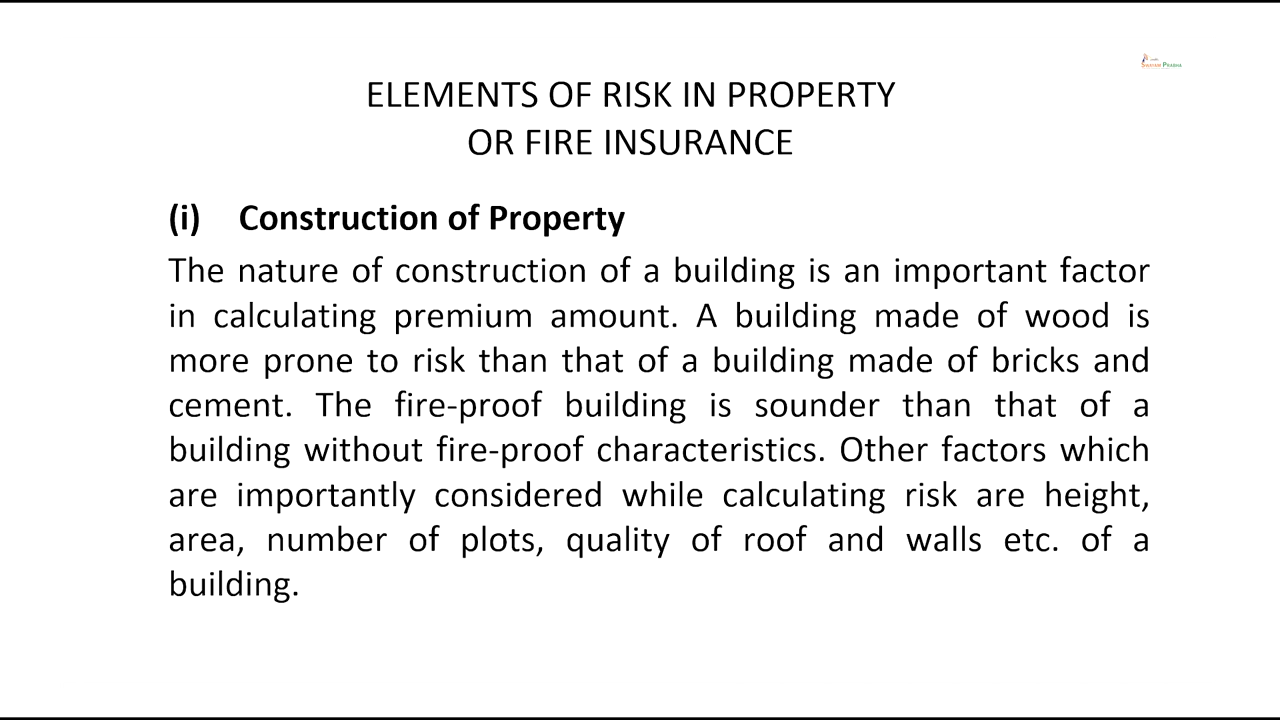 SWAYAM PRABHA
ELEMENTS OF RISK IN PROPERTY
OR FIRE INSURANCE
(i) Construction of Property
The nature of construction of a building is an important factor
in calculating premium amount. A building made of wood is
more prone to risk than that of a building made of bricks and
cement. The fire-proof building is sounder than that of a
building without fire-proof characteristics. Other factors which
are importantly considered while calculating risk are height,
area, number of plots, quality of roof and walls etc. of a
building.